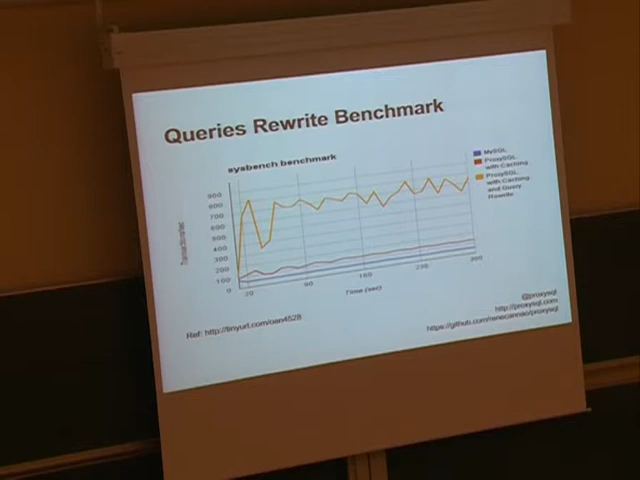 Queries Rewrite Benchmark
sysbench benchmark
MySQL
ProxySQL
with Caching
ProxySQL
with Caching
and Query
Rewrite
900
800
700
600
500
400
300
200
100
0
20
90
160
230
300
Time (sec)
Ref: http://tinyurl.com/oan4528
@proxysql
http://proxysql.com
https://github.com/renecannao/proxysql